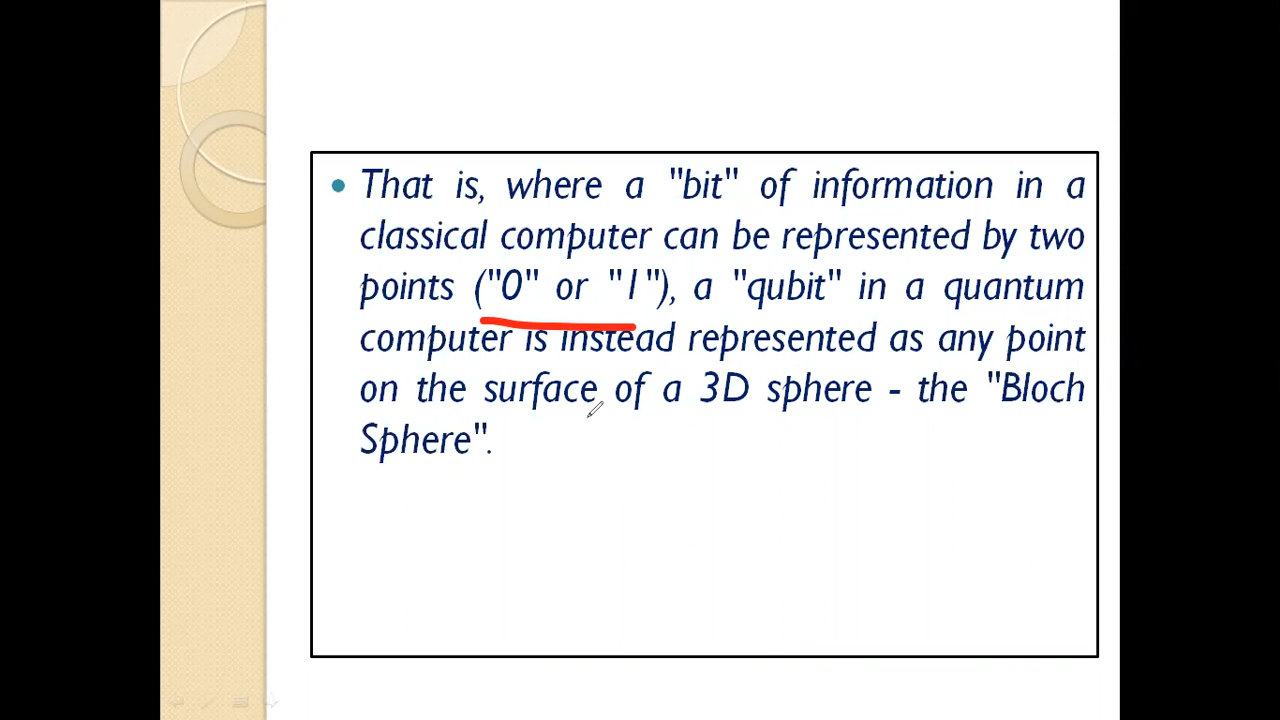 • That is, where a "bit" of information in a
classical computer can be represented by two
points ("0" or "1"), a "qubit" in a quantum
computer is instead represented as any point
on the surface of a 3D sphere - the "Bloch
Sphere".